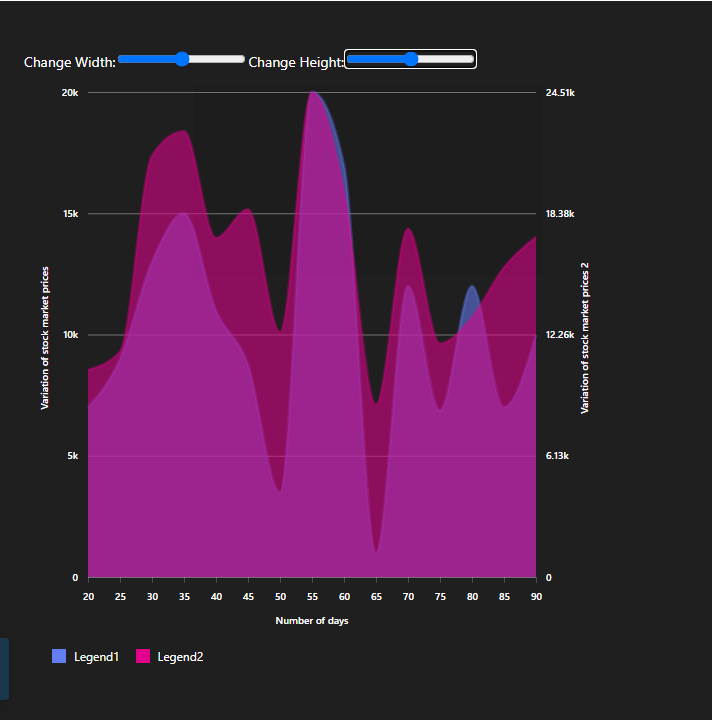 Change Width: Change Height:
20k 24.51k
15k 18.38k
Variation of stock market prices
Variation of stock market prices 2
10k 12.26k
5k 6.13k
0 0
20 25 30 35 40 45 50 55 60 65 70 75 80 85 90
Number of days
Legend1 Legend2